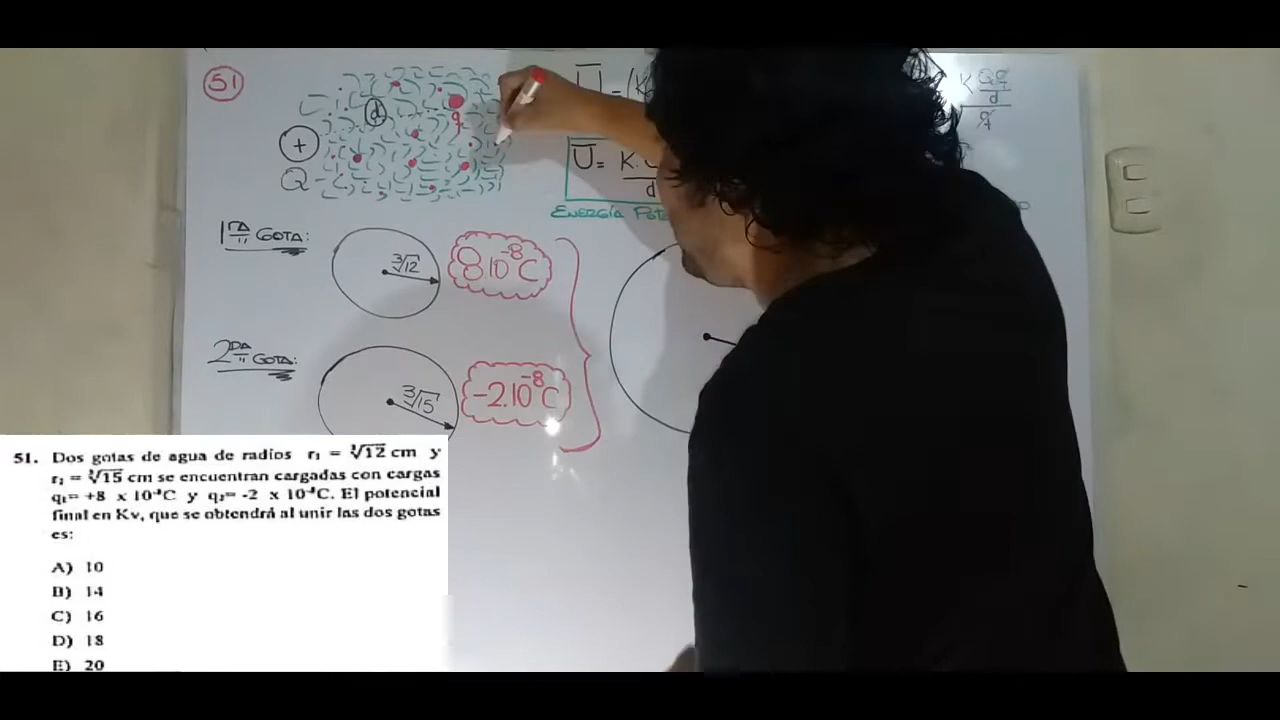 51
d
q
+
Q
U = (K
K Qq
d
q
U = K.
d
ENERGÍA POT
P
1RA GOTA:
∛12
8.10⁻⁸C
2DA GOTA:
∛15
-2.10⁻⁸C
51. Dos gotas de agua de radios r₁ = ∛12 cm y
r₂ = ∛15 cm se encuentran cargadas con cargas
q₁= +8 x 10⁻⁸C y q₂= -2 x 10⁻⁸C. El potencial
final en Kv, que se obtendrá al unir las dos gotas
es:
A) 10
B) 14
C) 16
D) 18
E) 20